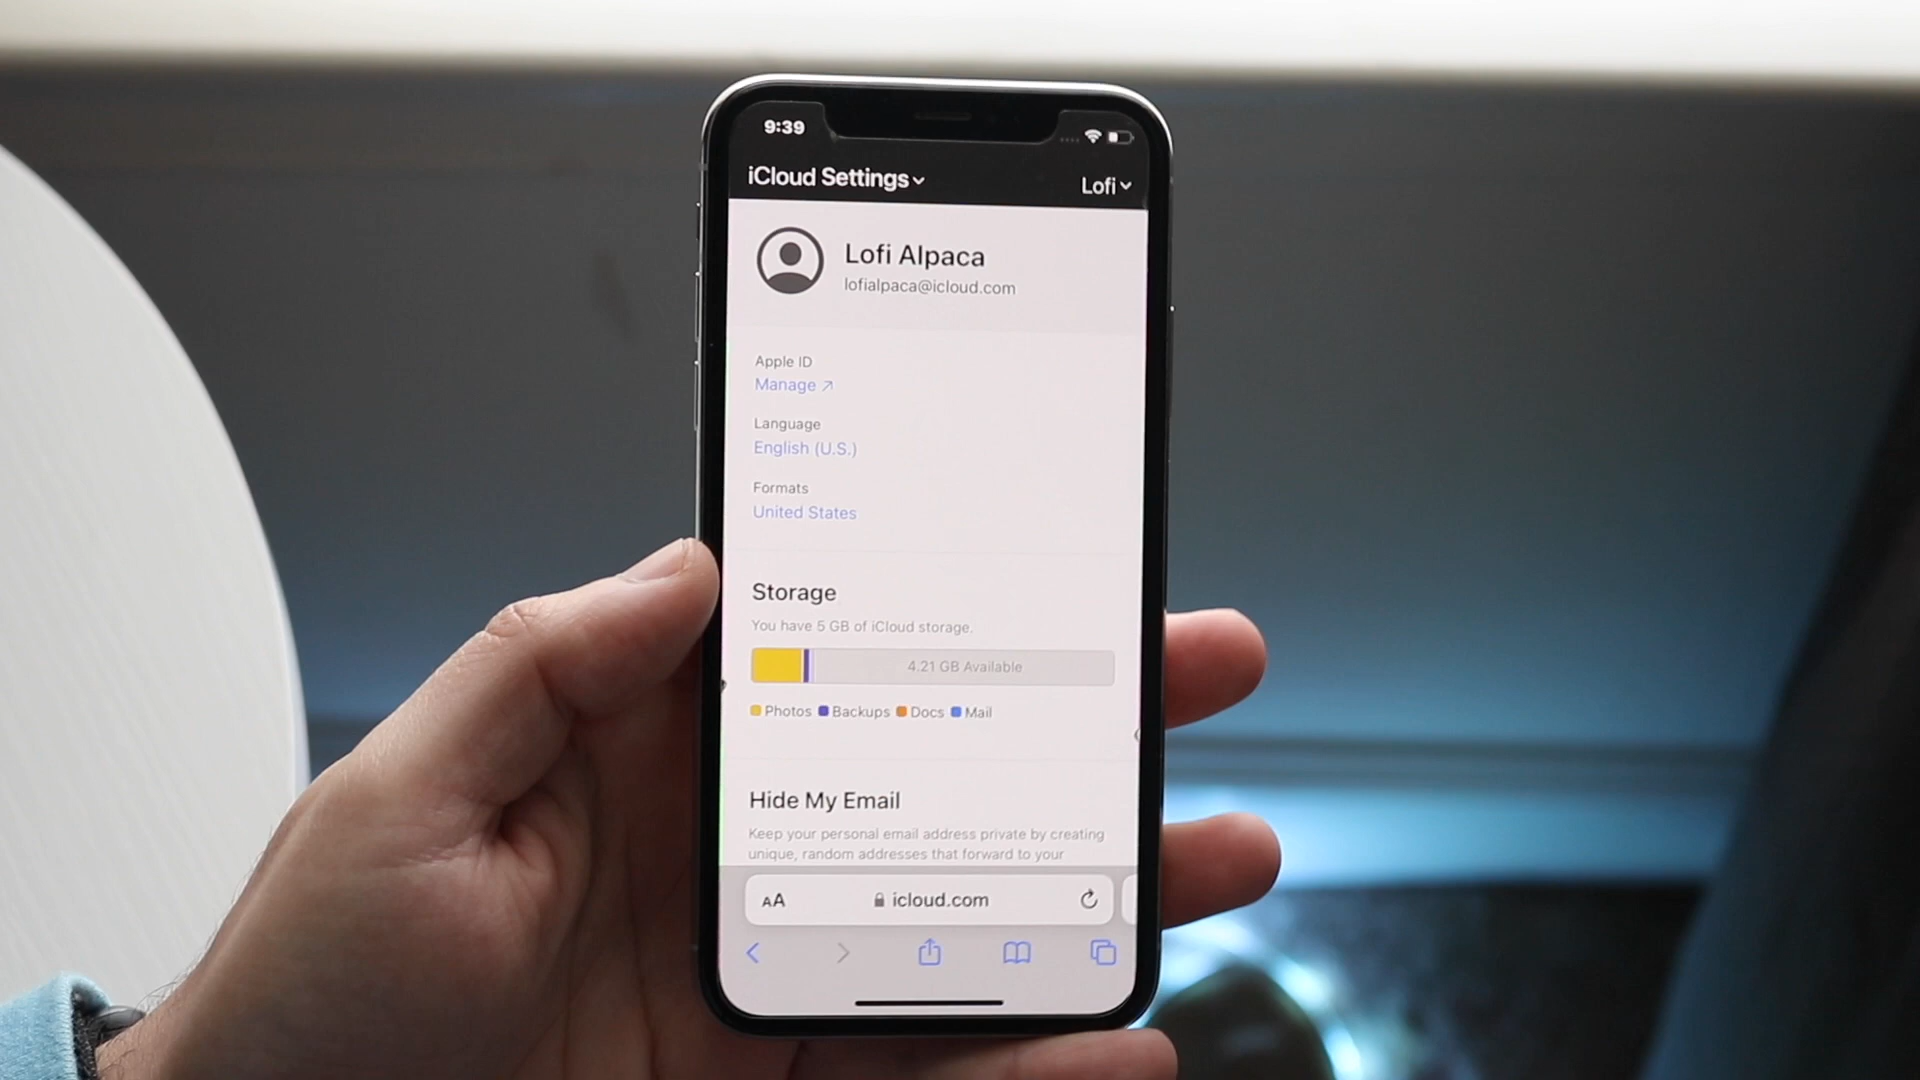 9:39
iCloud Settings
Lofi
Lofi Alpaca
lofialpaca@icloud.com
Apple ID
Manage ↗
Language
English (U.S.)
Formats
United States
Storage
You have 5 GB of iCloud storage.
4.21 GB Available
Photos Backups Docs Mail
Hide My Email
Keep your personal email address private by creating
unique, random addresses that forward to your
AA icloud.com